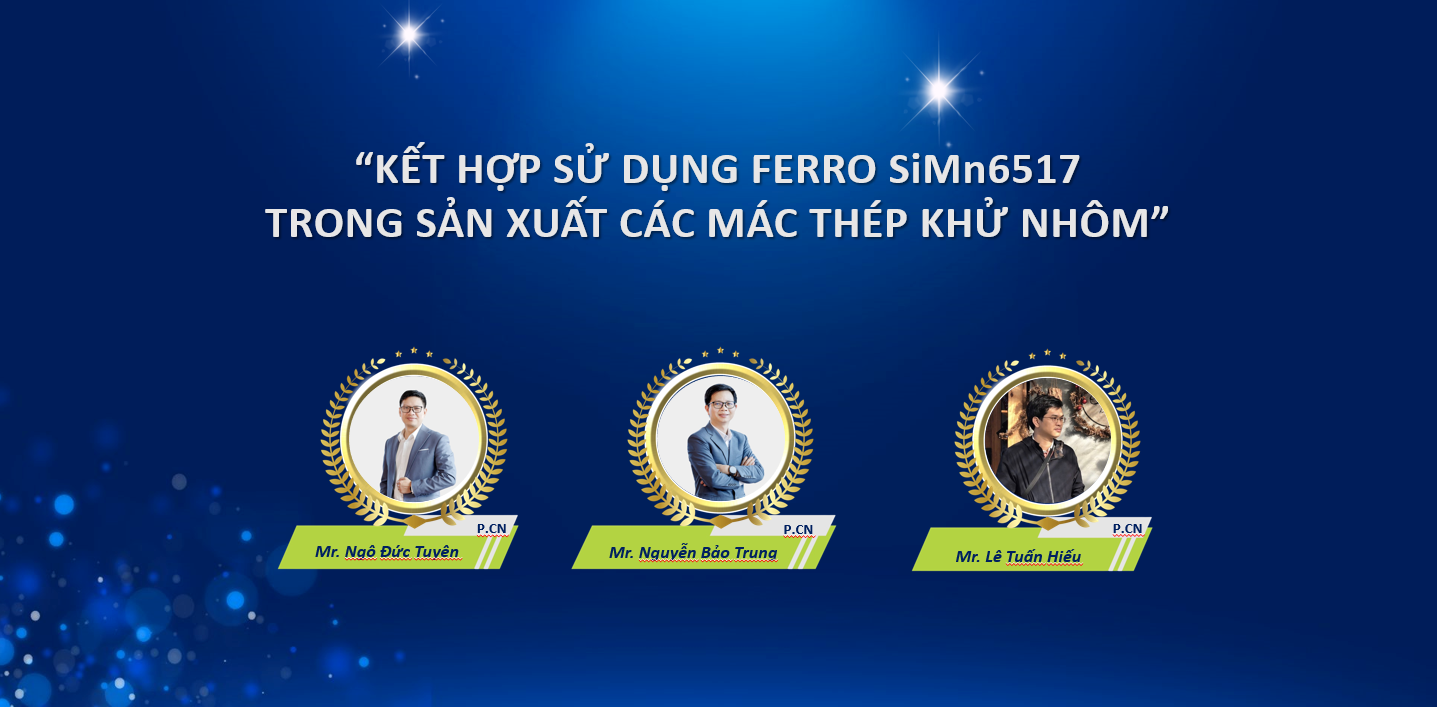 “KẾT HỢP SỬ DỤNG FERRO SiMn6517
TRONG SẢN XUẤT CÁC MÁC THÉP KHỬ NHÔM”
P.CN
Mr. Ngô Đức Tuyên
P.CN
Mr. Nguyễn Bảo Trung
P.CN
Mr. Lê Tuấn Hiếu